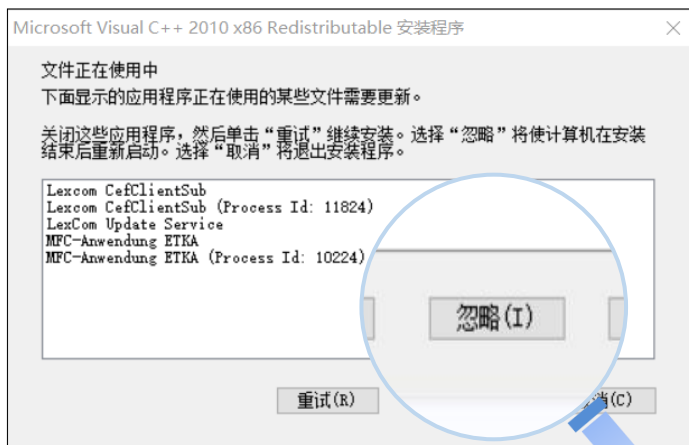 Microsoft Visual C++ 2010 x86 Redistributable 安装程序
文件正在使用中
下面显示的应用程序正在使用的某些文件需要更新。
关闭这些应用程序，然后单击“重试”继续安装。选择“忽略”将使计算机在安装
结束后重新启动。选择“取消”将退出安装程序。
Lexcom CefClientSub
Lexcom CefClientSub (Process Id: 11824)
LexCom Update Service
MFC-Anwendung ETKA
MFC-Anwendung ETKA (Process Id: 10224)
忽略(I)
重试(R)
消(C)